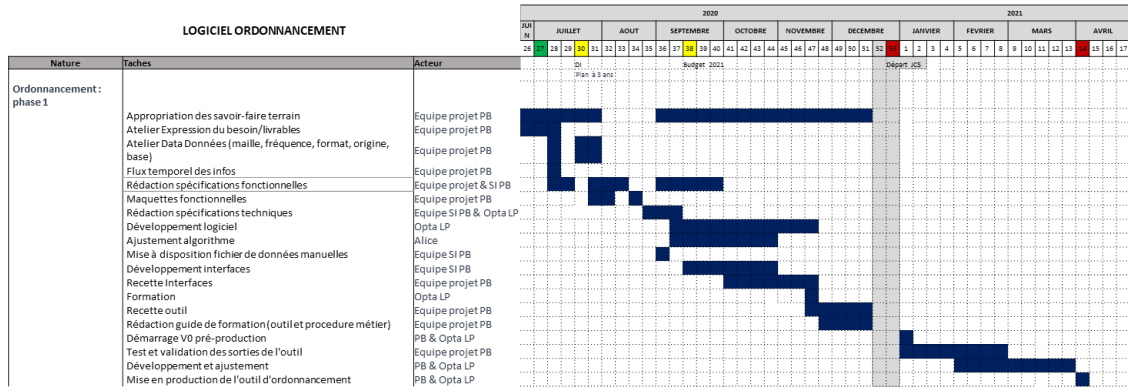 2020 2021
LOGICIEL ORDONNANCEMENT
JUI
N JUILLET AOUT SEPTEMBRE OCTOBRE NOVEMBRE DECEMBRE JANVIER FEVRIER MARS AVRIL
26 27 28 29 30 31 32 33 34 35 36 37 38 39 40 41 42 43 44 45 46 47 48 49 50 51 52 53 1 2 3 4 5 6 7 8 9 10 11 12 13 14 15 16 17
Nature Taches Acteur DI Budget 2021 Départ JCS
Plan à 3 ans
Ordonnancement :
phase 1
Appropriation des savoir-faire terrain Equipe projet PB
Atelier Expression du besoin/livrables Equipe projet PB
Atelier Data Données (maille, fréquence, format, origine,
base) Equipe projet PB
Flux temporel des infos Equipe projet PB
Rédaction spécifications fonctionnelles Equipe projet & SI PB
Maquettes fonctionnelles Equipe projet PB
Rédaction spécifications techniques Equipe SI PB & Opta LP
Développement logiciel Opta LP
Ajustement algorithme Alice
Mise à disposition fichier de données manuelles Equipe SI PB
Développement interfaces Equipe SI PB
Recette Interfaces Equipe projet PB
Formation Opta LP
Recette outil Equipe projet PB
Rédaction guide de formation (outil et procedure métier) Equipe projet PB
Démarrage V0 pré-production PB & Opta LP
Test et validation des sorties de l'outil Equipe projet PB
Développement et ajustement PB & Opta LP
Mise en production de l'outil d'ordonnancement PB & Opta LP